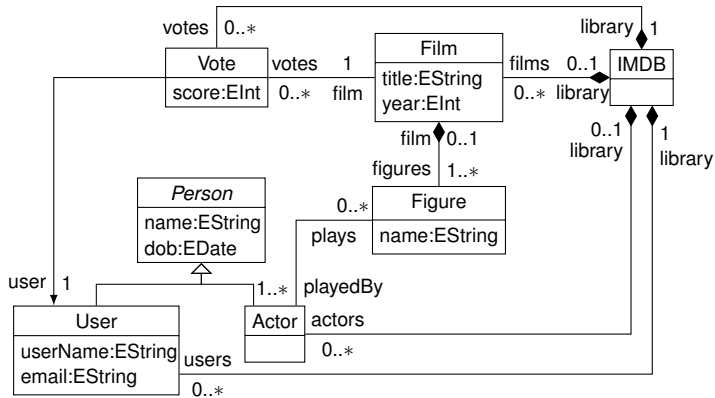 votes 0..∗
library 1
Vote
score:EInt
votes 1
0..∗ film
Film
title:EString
year:EInt
films 0..1
0..∗ library
IMDB
film 0..1
figures 1..∗
0..1
library
1
library
Person
name:EString
dob:EDate
0..∗
plays
Figure
name:EString
user 1
1..∗ playedBy
User
userName:EString
email:EString
Actor
actors
0..∗
users
0..∗